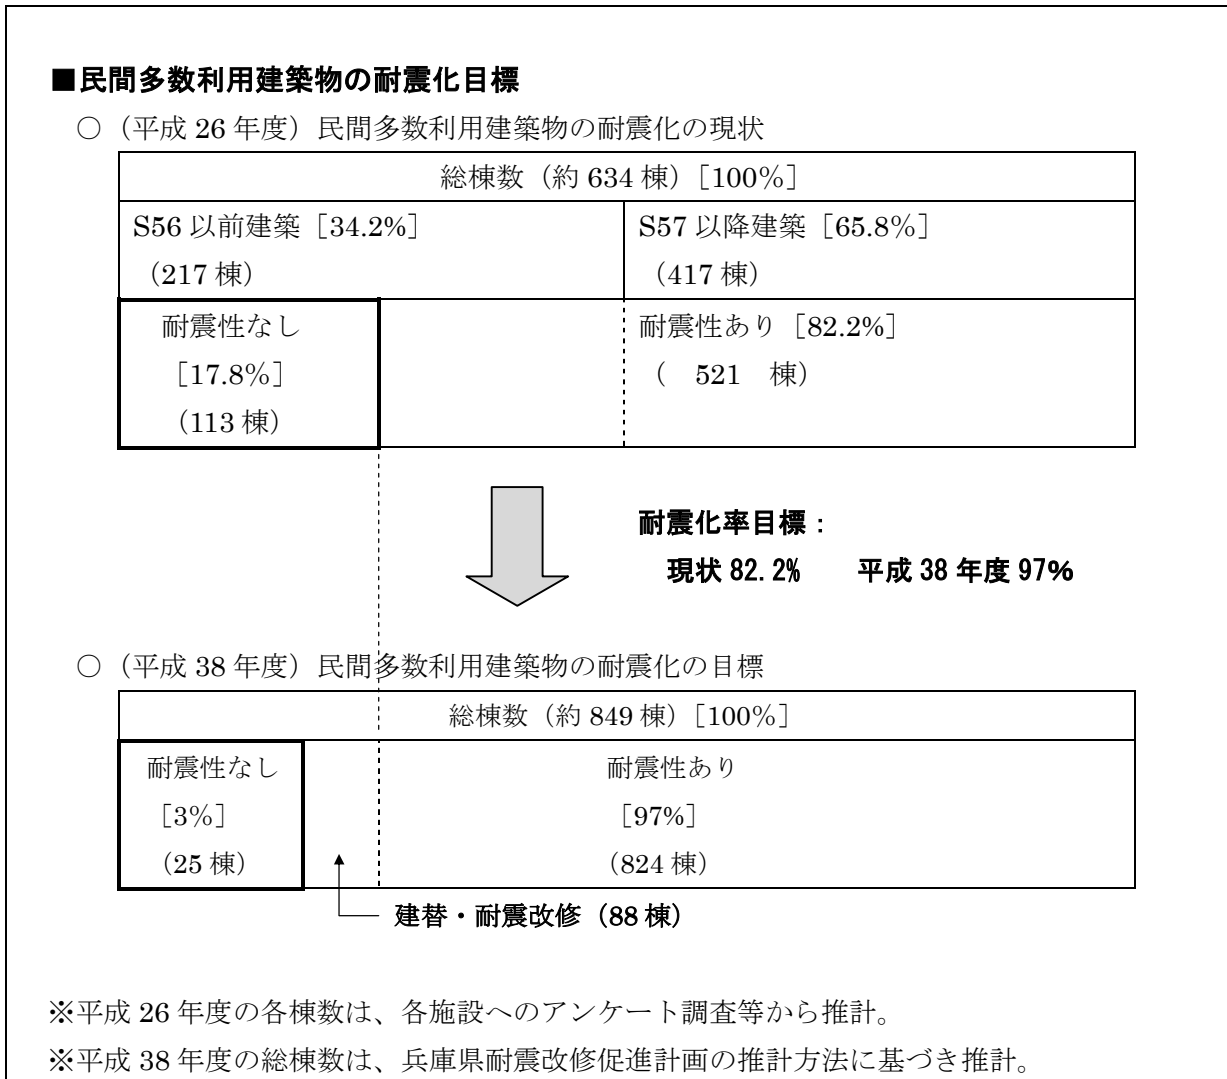 ■民間多数利用建築物の耐震化目標
○（平成 26 年度）民間多数利用建築物の耐震化の現状
総棟数（約 634 棟）［100％］
S56 以前建築［34.2%］
（217 棟）
S57 以降建築［65.8％］
（417 棟）
耐震性なし
［17.8％］
（113 棟）
耐震性あり［82.2%］
（　521　棟）
耐震化率目標：
現状 82.2%　　平成 38 年度 97%
○（平成 38 年度）民間多数利用建築物の耐震化の目標
総棟数（約 849 棟）［100％］
耐震性なし
［3％］
（25 棟）
耐震性あり
［97%］
（824 棟）
建替・耐震改修（88 棟）
※平成 26 年度の各棟数は、各施設へのアンケート調査等から推計。
※平成 38 年度の総棟数は、兵庫県耐震改修促進計画の推計方法に基づき推計。